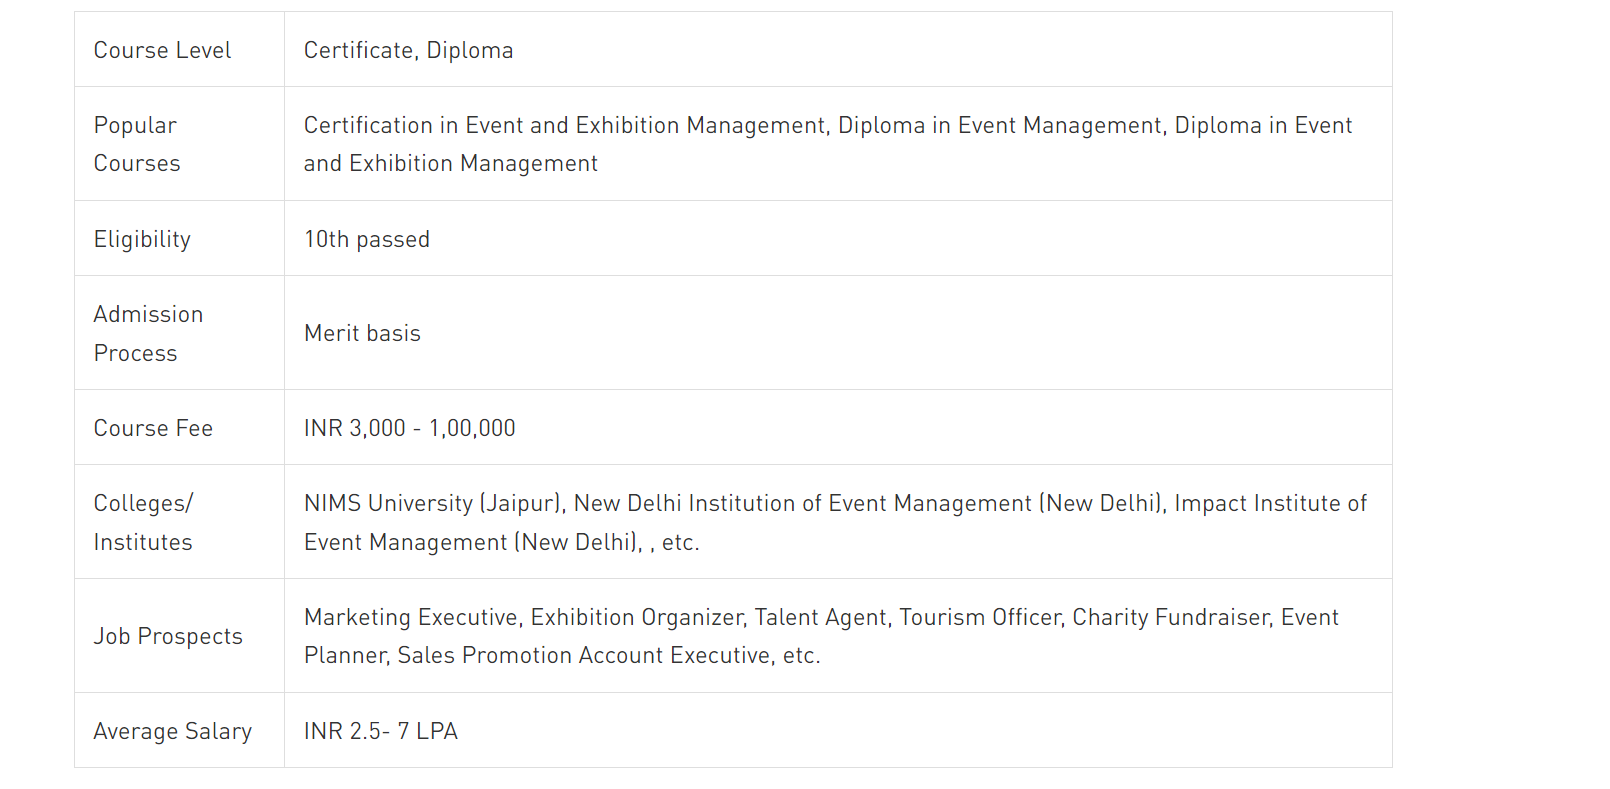 Course Level
Certificate, Diploma
Popular
Courses
Certification in Event and Exhibition Management, Diploma in Event Management, Diploma in Event
and Exhibition Management
Eligibility
10th passed
Admission
Process
Merit basis
Course Fee
INR 3,000 - 1,00,000
Colleges/
Institutes
NIMS University (Jaipur), New Delhi Institution of Event Management (New Delhi), Impact Institute of
Event Management (New Delhi), , etc.
Job Prospects
Marketing Executive, Exhibition Organizer, Talent Agent, Tourism Officer, Charity Fundraiser, Event
Planner, Sales Promotion Account Executive, etc.
Average Salary
INR 2.5- 7 LPA